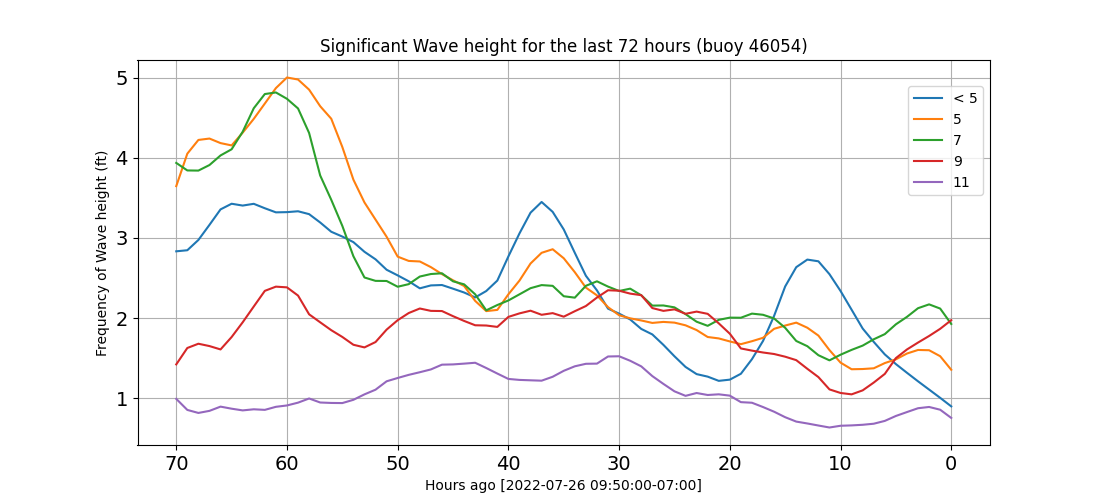 Significant Wave height for the last 72 hours (buoy 46054)
Frequency of Wave height (ft)
5
4
3
2
1
< 5
5
7
9
11
70 60 50 40 30 20 10 0
Hours ago [2022-07-26 09:50:00-07:00]